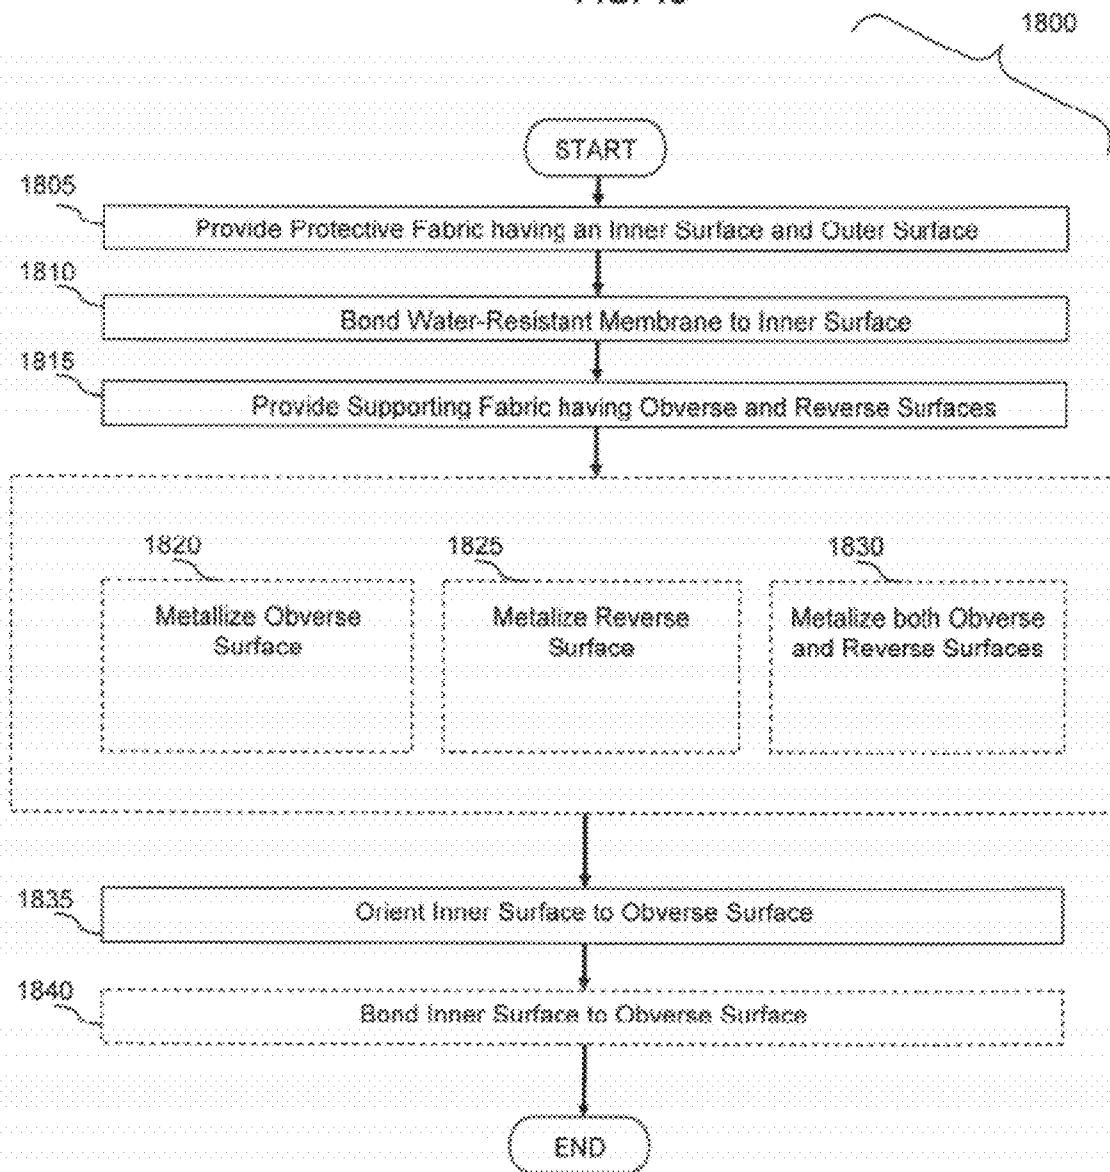 1800
START
1805
Provide Protective Fabric having an Inner Surface and Outer Surface
1810
Bond Water-Resistant Membrane to Inner Surface
1815
Provide Supporting Fabric having Obverse and Reverse Surfaces
1820
1825
1830
Metallize Obverse
Surface
Metalize Reverse
Surface
Metalize both Obverse
and Reverse Surfaces
1835
Orient Inner Surface to Obverse Surface
1840
Bond Inner Surface to Obverse Surface
END